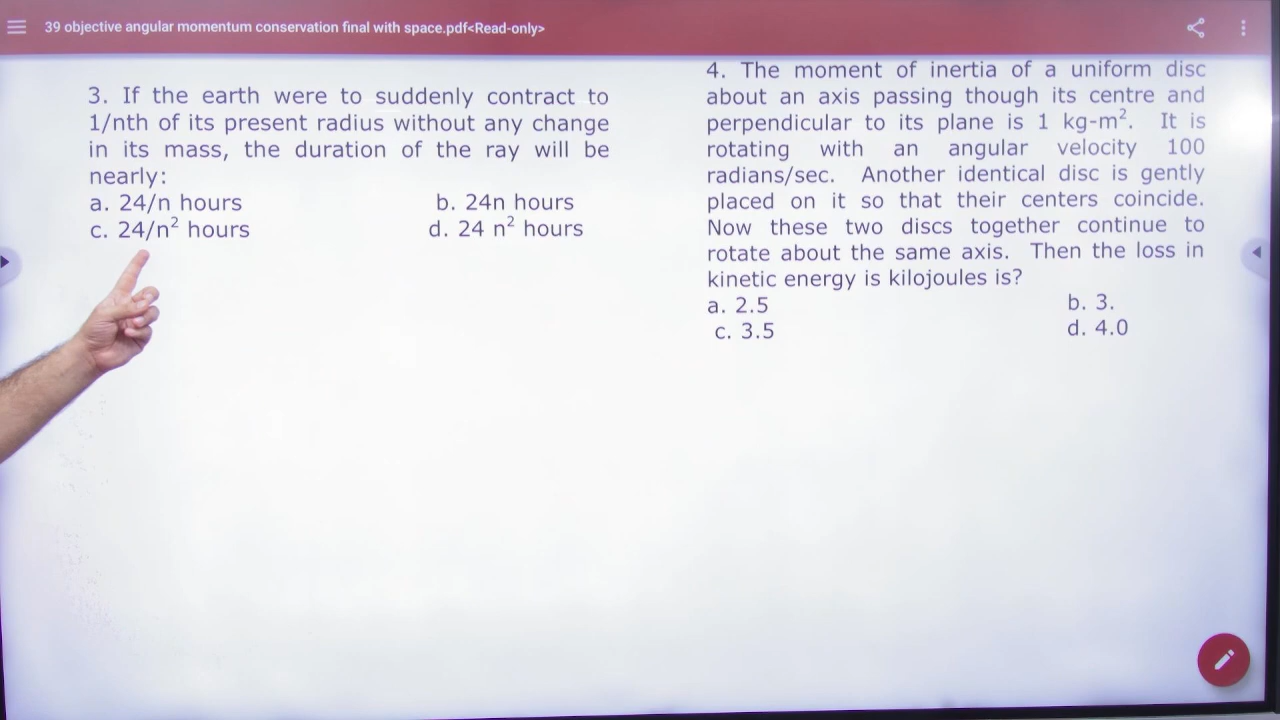 39 objective angular momentum conservation final with space.pdf<Read-only>
3. If the earth were to suddenly contract to
1/nth of its present radius without any change
in its mass, the duration of the ray will be
nearly:
a. 24/n hours b. 24n hours
c. 24/n² hours d. 24 n² hours
4. The moment of inertia of a uniform disc
about an axis passing though its centre and
perpendicular to its plane is 1 kg-m². It is
rotating with an angular velocity 100
radians/sec. Another identical disc is gently
placed on it so that their centers coincide.
Now these two discs together continue to
rotate about the same axis. Then the loss in
kinetic energy is kilojoules is?
a. 2.5 b. 3.
c. 3.5 d. 4.0